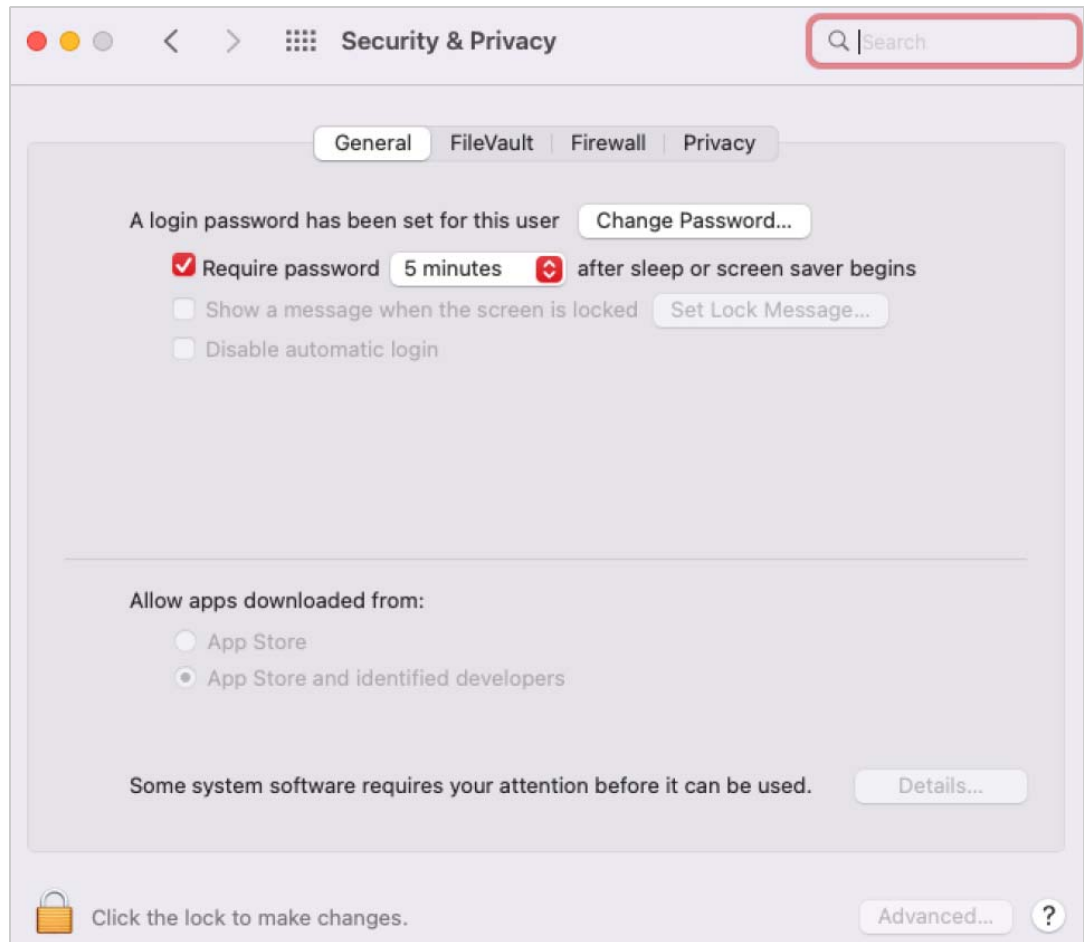 Security & Privacy
Search
General FileVault Firewall Privacy
A login password has been set for this user Change Password...
Require password 5 minutes after sleep or screen saver begins
Show a message when the screen is locked Set Lock Message...
Disable automatic login
Allow apps downloaded from:
App Store
App Store and identified developers
Some system software requires your attention before it can be used. Details...
Click the lock to make changes. Advanced... ?